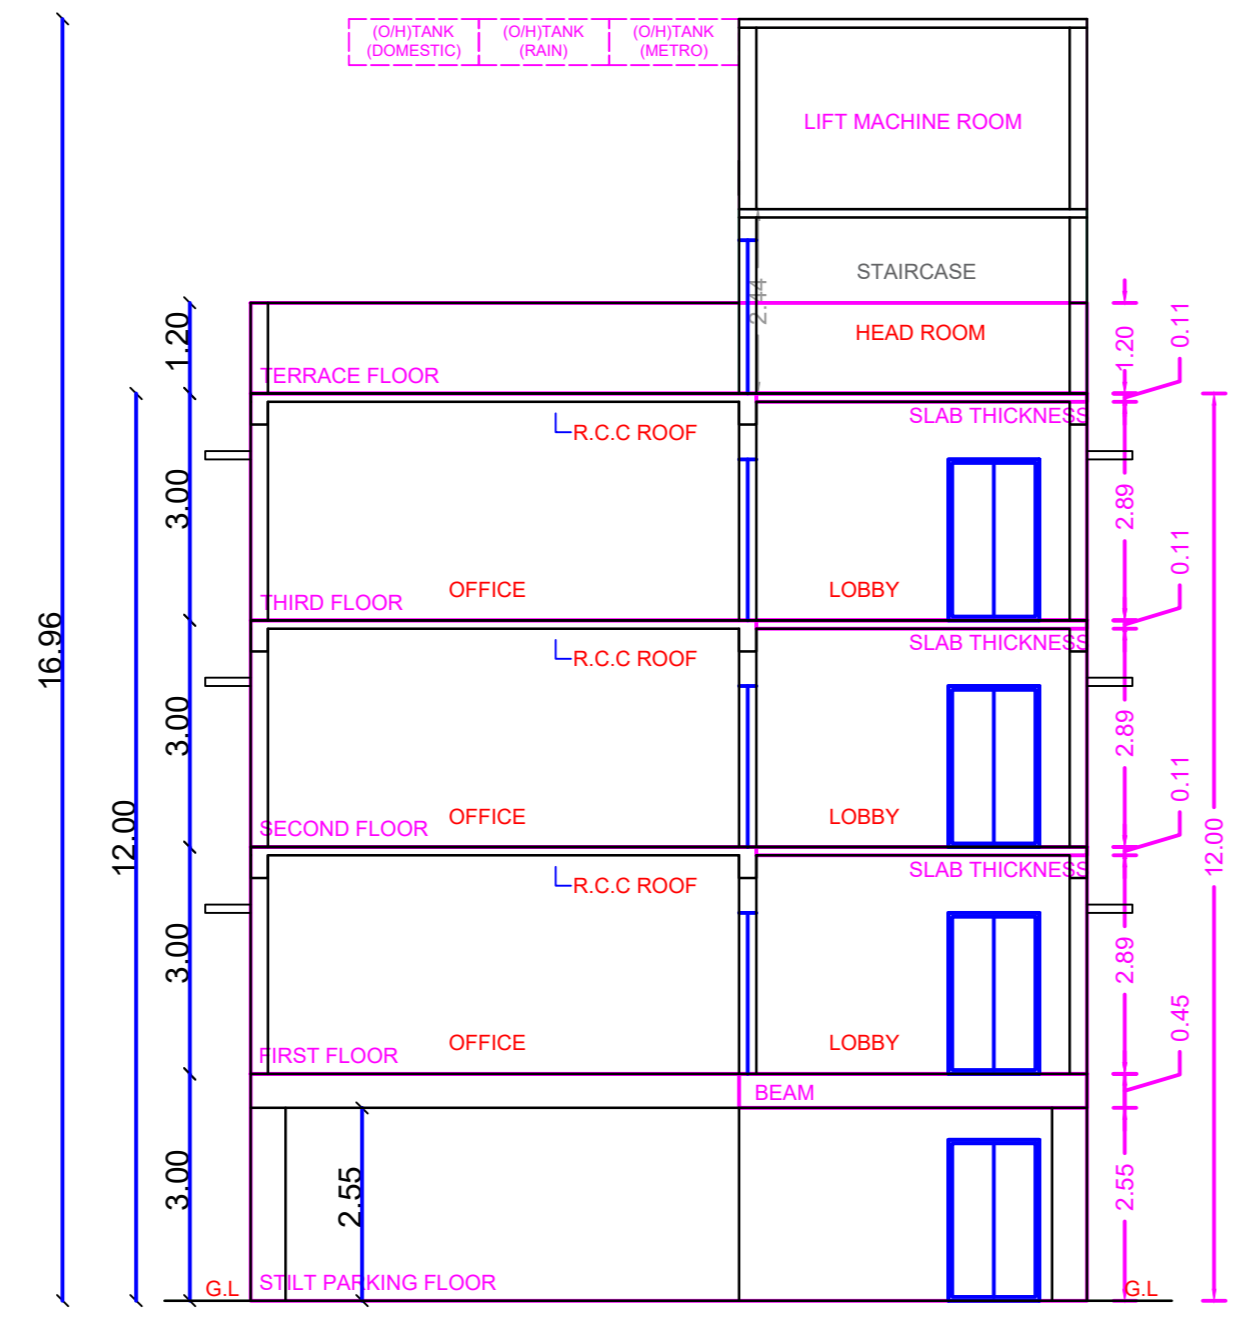 (O/H)TANK
(DOMESTIC)
(O/H)TANK
(RAIN)
(O/H)TANK
(METRO)
LIFT MACHINE ROOM
STAIRCASE
2.44
HEAD ROOM
1.20
1.20
0.11
TERRACE FLOOR
SLAB THICKNESS
R.C.C ROOF
3.00
2.89
0.11
OFFICE
LOBBY
THIRD FLOOR
16.96
SLAB THICKNESS
R.C.C ROOF
3.00
2.89
0.11
OFFICE
LOBBY
SECOND FLOOR
12.00
12.00
SLAB THICKNESS
R.C.C ROOF
3.00
2.89
0.45
OFFICE
LOBBY
FIRST FLOOR
BEAM
3.00
2.55
2.55
STILT PARKING FLOOR
G.L
G.L